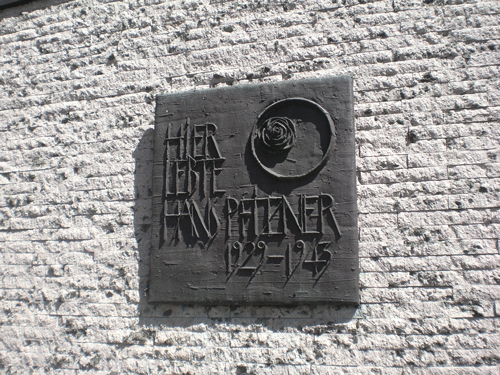 HIER
LEBTE
HANS PFITZNER
1929-1943